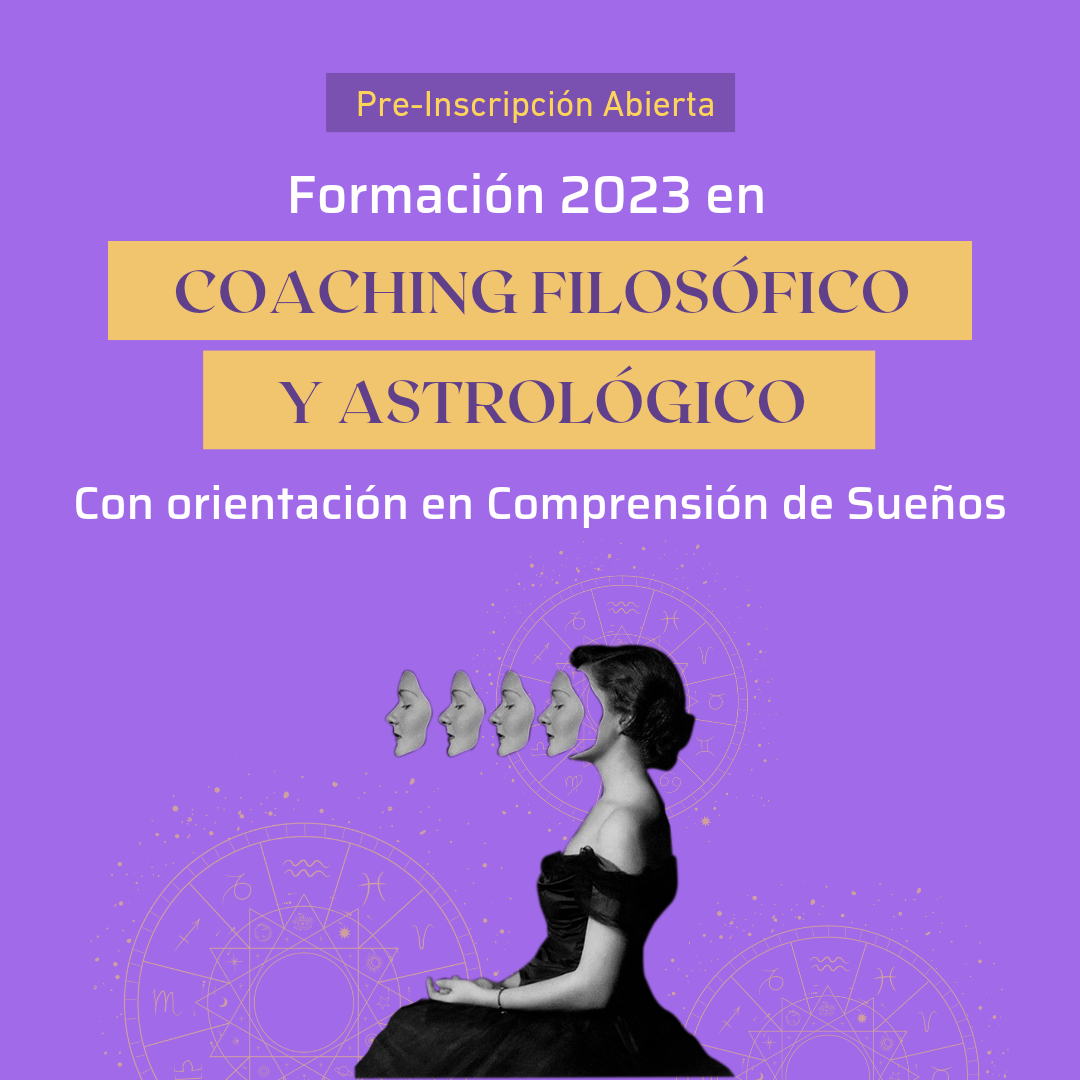 Pre-Inscripción Abierta
Formación 2023 en
COACHING FILOSÓFICO
Y ASTROLÓGICO
Con orientación en Comprensión de Sueños